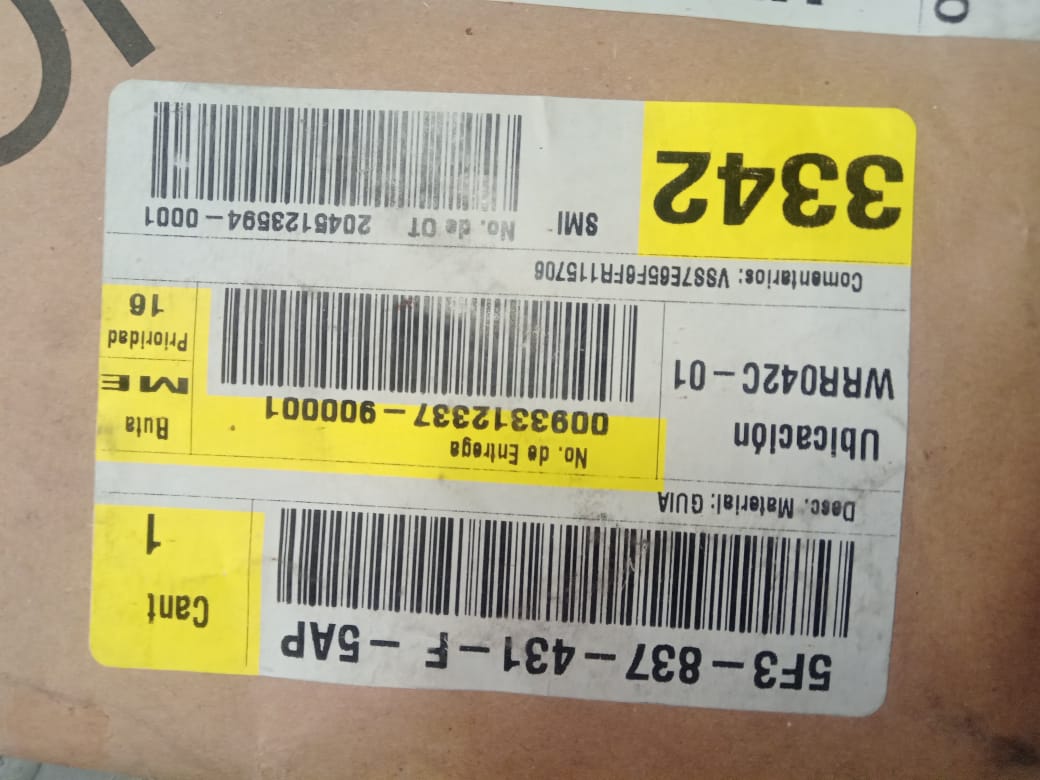 5F3-837-431-F-5AP
Cant
1
Desc. Material: GUIA
Ubicación
WRR042C-01
No. de Entrega
0093312337-900001
Ruta
ME
Prioridad
16
Comentarios: VSS7E65F6FR115706
3342
SMI
No. de OT 2045123594-0001